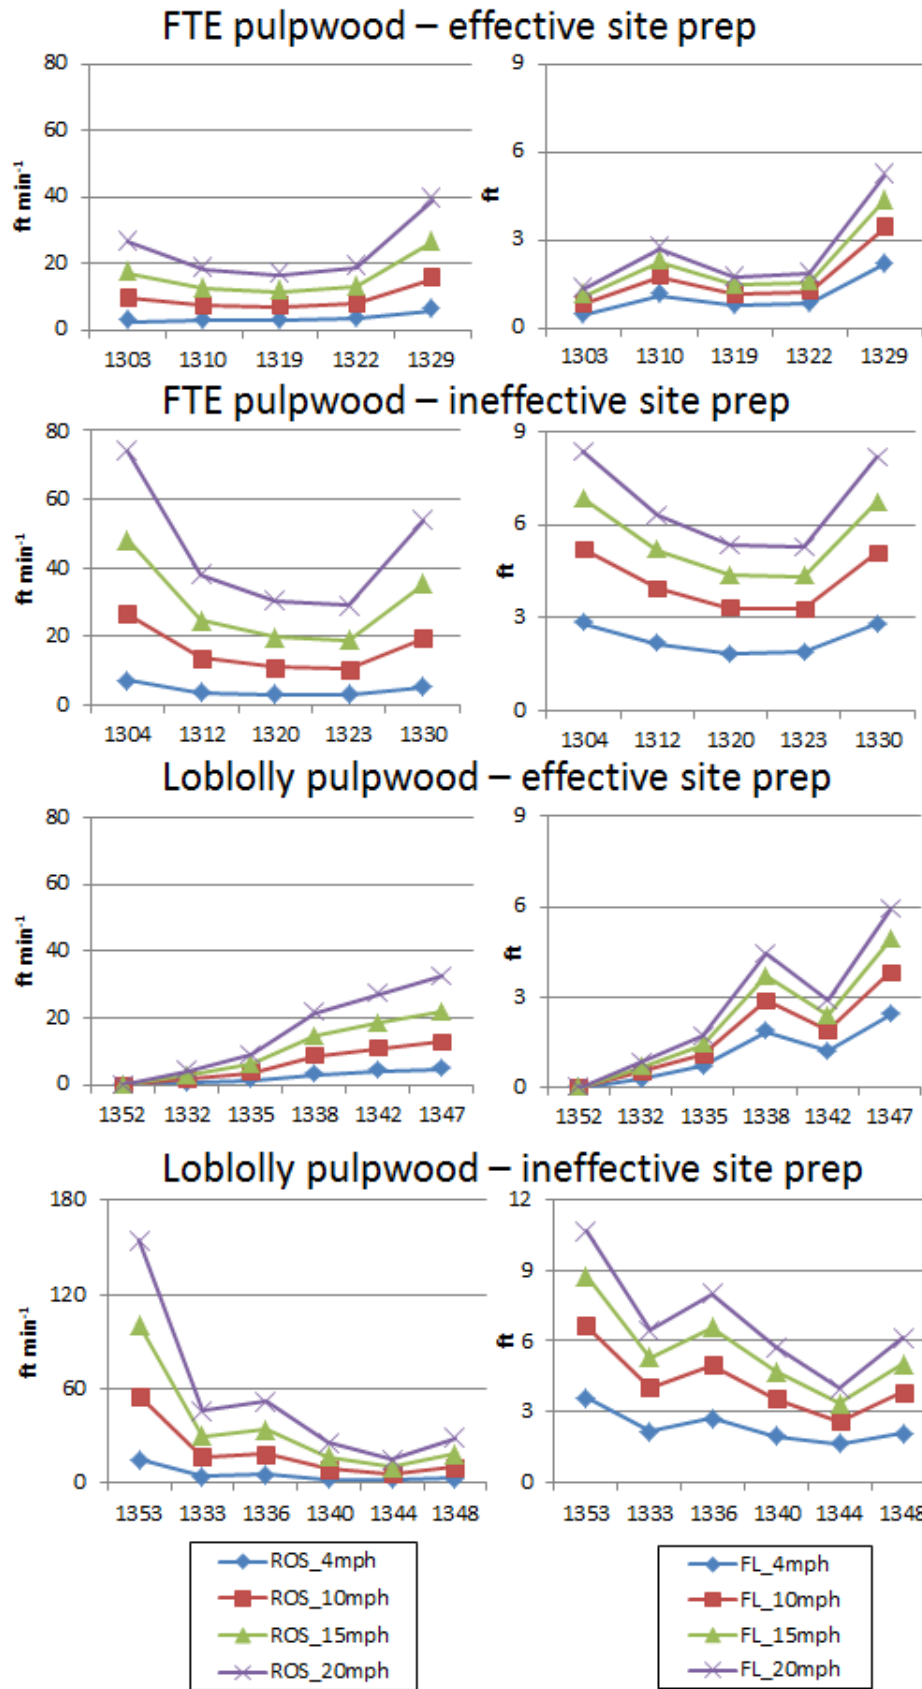 FTE pulpwood – effective site prep
80
60
40
20
0
ft min-1
1303 1310 1319 1322 1329
9
6
3
0
ft
1303 1310 1319 1322 1329
FTE pulpwood – ineffective site prep
80
60
40
20
0
ft min-1
1304 1312 1320 1323 1330
9
6
3
0
ft
1304 1312 1320 1323 1330
Loblolly pulpwood – effective site prep
80
60
40
20
0
ft min-1
1352 1332 1335 1338 1342 1347
9
6
3
0
ft
1352 1332 1335 1338 1342 1347
Loblolly pulpwood – ineffective site prep
180
120
60
0
ft min-1
1353 1333 1336 1340 1344 1348
12
9
6
3
0
ft
1353 1333 1336 1340 1344 1348
ROS_4mph
ROS_10mph
ROS_15mph
ROS_20mph
FL_4mph
FL_10mph
FL_15mph
FL_20mph